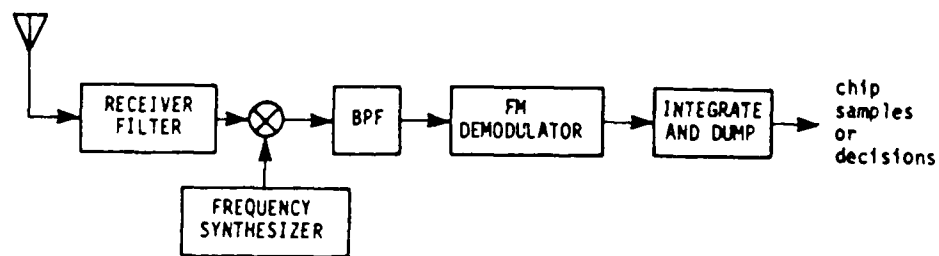 RECEIVER
FILTER
BPF
FM
DEMODULATOR
INTEGRATE
AND DUMP
chip
samples
or
decisions
FREQUENCY
SYNTHESIZER